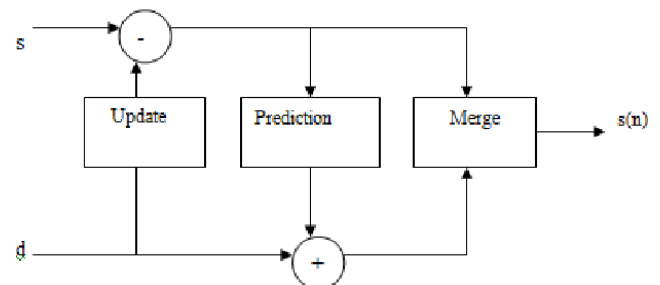 s
-
Update
Prediction
Merge
s(n)
d
+